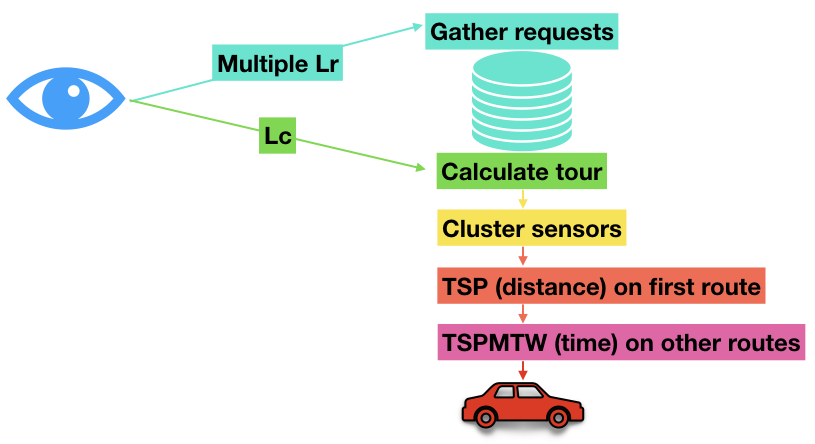 Gather requests
Multiple Lr
Lc
Calculate tour
Cluster sensors
TSP (distance) on first route
TSPMTW (time) on other routes